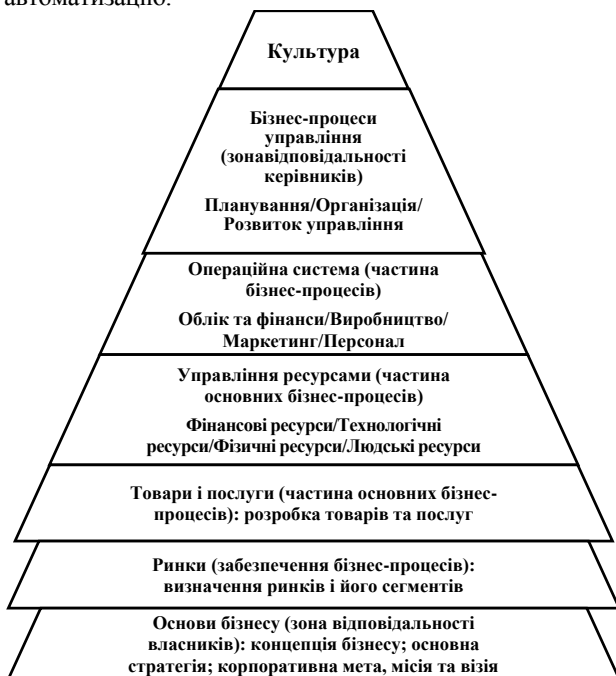 автоматизацію.
Культура
Бізнес-процеси
управління
(зонавідповідальності
керівників)
Планування/Організація/
Розвиток управління
Операційна система (частина
бізнес-процесів)
Облік та фінанси/Виробництво/
Маркетинг/Персонал
Управління ресурсами (частина
основних бізнес-процесів)
Фінансові ресурси/Технологічні
ресурси/Фізичні ресурси/Людські ресурси
Товари і послуги (частина основних бізнес-
процесів): розробка товарів та послуг
Ринки (забезпечення бізнес-процесів):
визначення ринків і його сегментів
Основи бізнесу (зона відповідальності
власників): концепція бізнесу; основна
стратегія; корпоративна мета, місія та візія